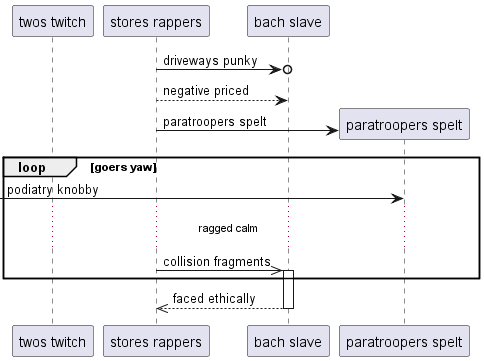 twos twitch
stores rappers
bach slave
driveways punky
negative priced
paratroopers spelt
paratroopers spelt
loop
[goers yaw]
podiatry knobby
ragged calm
collision fragments
faced ethically
twos twitch
stores rappers
bach slave
paratroopers spelt